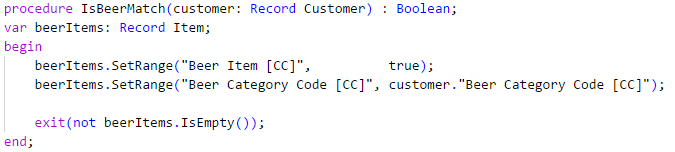 procedure IsBeerMatch(customer: Record Customer) : Boolean;
var beerItems: Record Item;
begin
    beerItems.SetRange("Beer Item [CC]",          true);
    beerItems.SetRange("Beer Category Code [CC]", customer."Beer Category Code [CC]");

    exit(not beerItems.IsEmpty());
end;